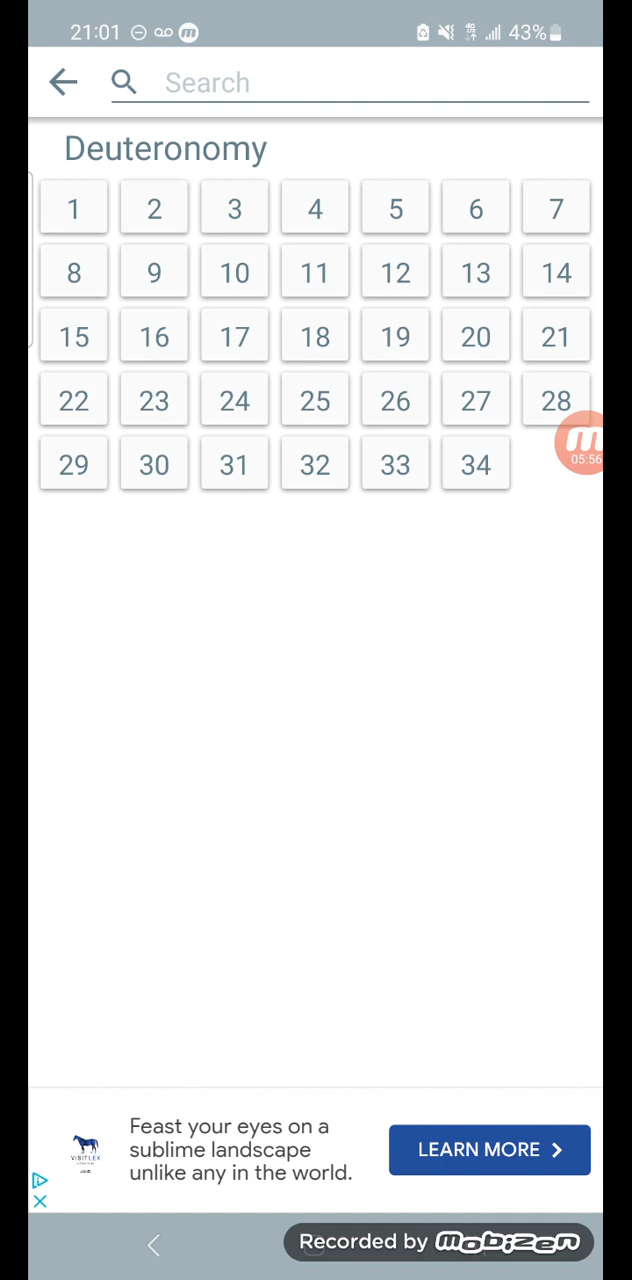 21:01 43%
Search
Deuteronomy
1 2 3 4 5 6 7
8 9 10 11 12 13 14
15 16 17 18 19 20 21
22 23 24 25 26 27 28
29 30 31 32 33 34
05:56
Feast your eyes on a
sublime landscape
unlike any in the world.
VISITLEX
LEARN MORE
Recorded by mobizen